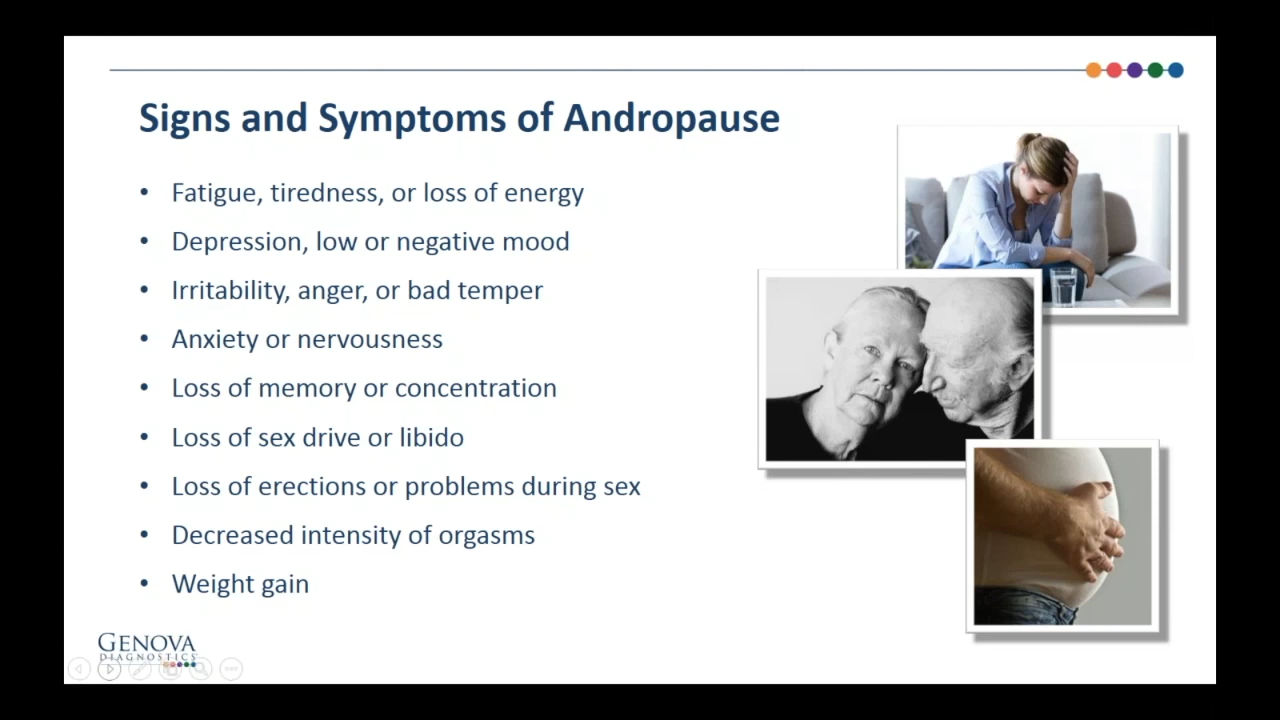 Signs and Symptoms of Andropause
• Fatigue, tiredness, or loss of energy
• Depression, low or negative mood
• Irritability, anger, or bad temper
• Anxiety or nervousness
• Loss of memory or concentration
• Loss of sex drive or libido
• Loss of erections or problems during sex
• Decreased intensity of orgasms
• Weight gain
GENOVA
DIAGNOSTICS